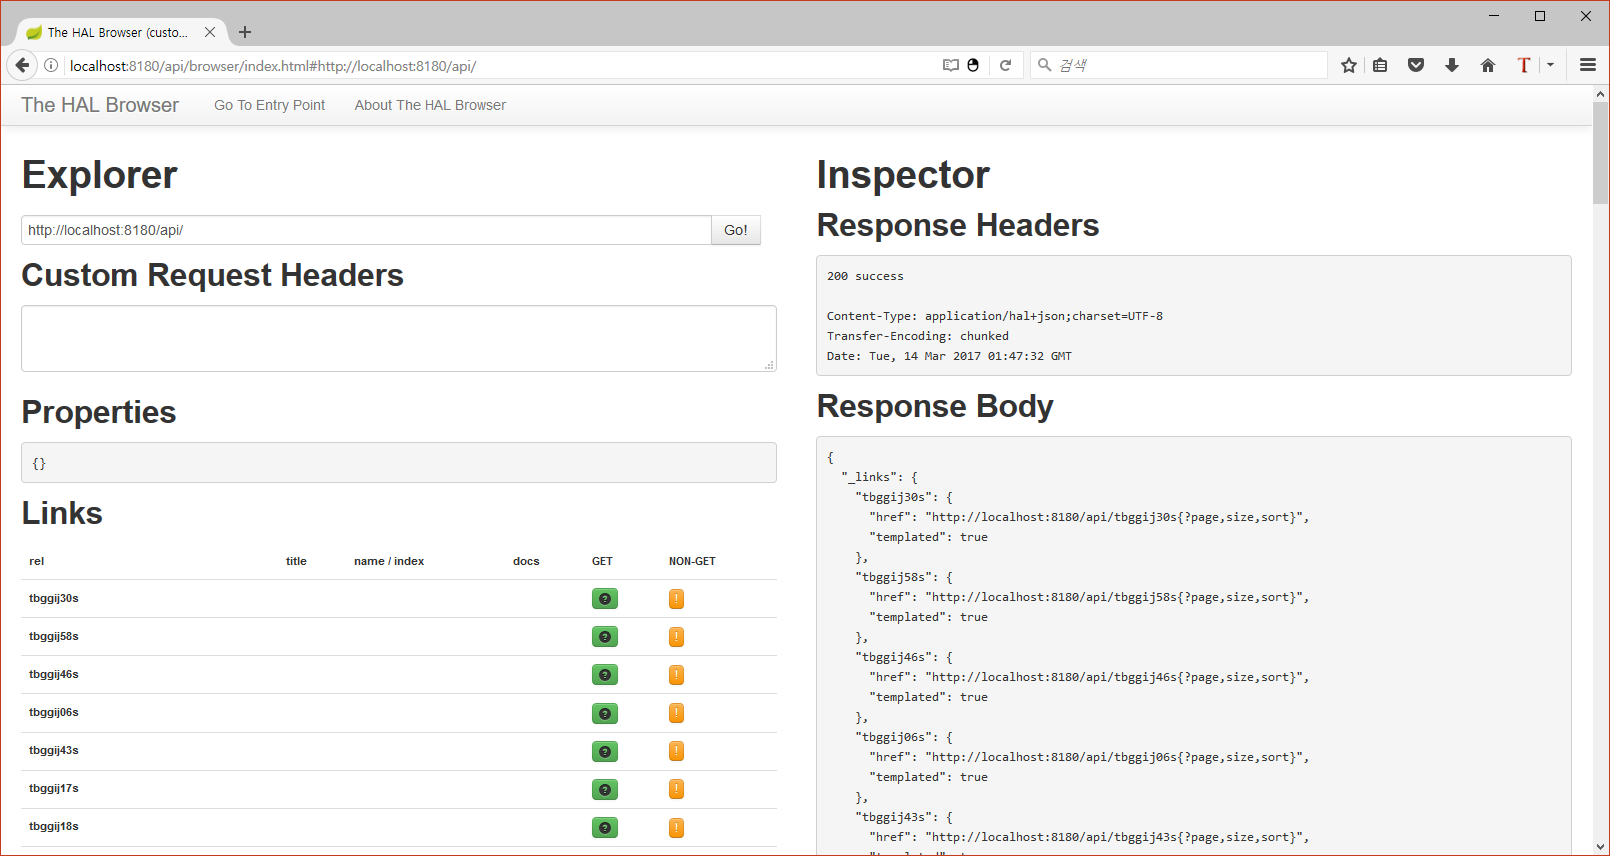 The HAL Browser (custo...
localhost:8180/api/browser/index.html#http://localhost:8180/api/
검색
The HAL Browser Go To Entry Point About The HAL Browser
Explorer
http://localhost:8180/api/ Go!
Custom Request Headers
Properties
{}
Links
rel title name / index docs GET NON-GET
tbggij30s ? !
tbggij58s ? !
tbggij46s ? !
tbggij06s ? !
tbggij43s ? !
tbggij17s ? !
tbggij18s ? !
Inspector
Response Headers
200 success
Content-Type: application/hal+json;charset=UTF-8
Transfer-Encoding: chunked
Date: Tue, 14 Mar 2017 01:47:32 GMT
Response Body
{
"_links": {
"tbggij30s": {
"href": "http://localhost:8180/api/tbggij30s{?page,size,sort}",
"templated": true
},
"tbggij58s": {
"href": "http://localhost:8180/api/tbggij58s{?page,size,sort}",
"templated": true
},
"tbggij46s": {
"href": "http://localhost:8180/api/tbggij46s{?page,size,sort}",
"templated": true
},
"tbggij06s": {
"href": "http://localhost:8180/api/tbggij06s{?page,size,sort}",
"templated": true
},
"tbggij43s": {
"href": "http://localhost:8180/api/tbggij43s{?page,size,sort}",